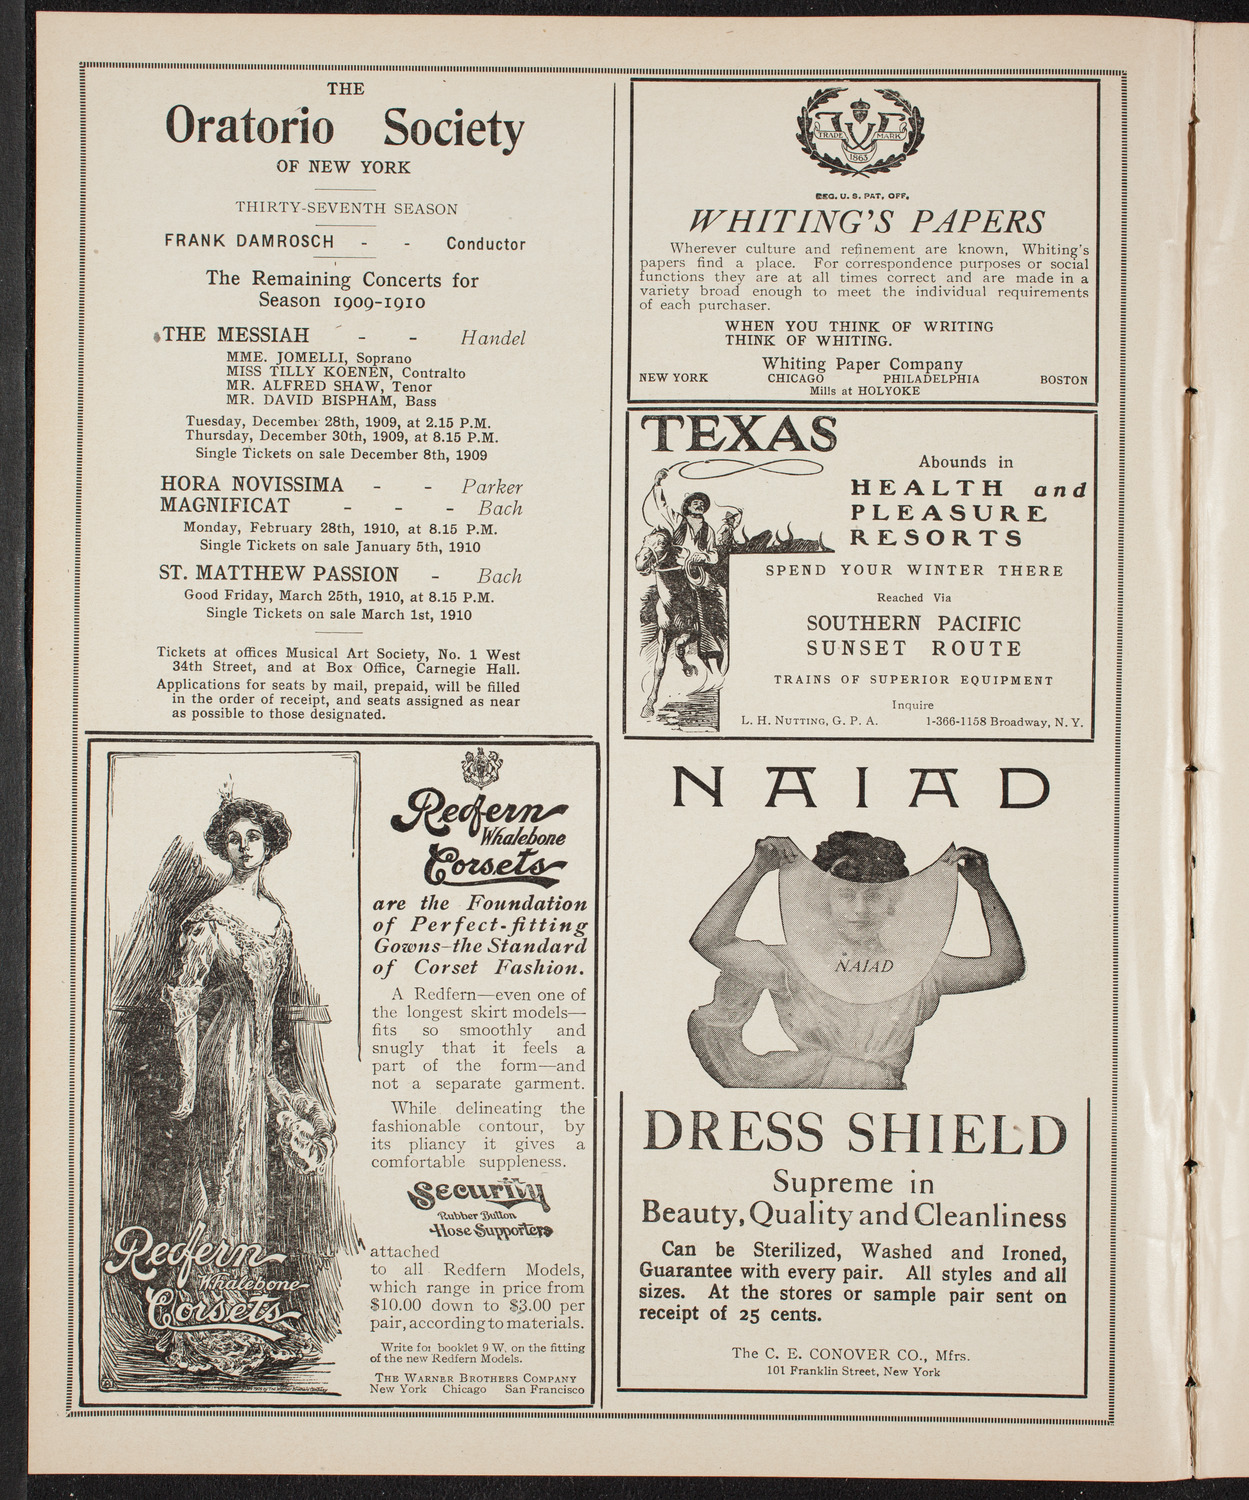 THE
Oratorio Society
OF NEW YORK
THIRTY-SEVENTH SEASON
FRANK DAMROSCH - - Conductor
The Remaining Concerts for
Season 1909-1910
THE MESSIAH - - Handel
MME. JOMELLI, Soprano
MISS TILLY KOENEN, Contralto
MR. ALFRED SHAW, Tenor
MR. DAVID BISPHAM, Bass
Tuesday, December 28th, 1909, at 2.15 P.M.
Thursday, December 30th, 1909, at 8.15 P.M.
Single Tickets on sale December 8th, 1909
HORA NOVISSIMA - - Parker
MAGNIFICAT - - - Bach
Monday, February 28th, 1910, at 8.15 P.M.
Single Tickets on sale January 5th, 1910
ST. MATTHEW PASSION - Bach
Good Friday, March 25th, 1910, at 8.15 P.M.
Single Tickets on sale March 1st, 1910
Tickets at offices Musical Art Society, No. 1 West
34th Street, and at Box Office, Carnegie Hall.
Applications for seats by mail, prepaid, will be filled
in the order of receipt, and seats assigned as near
as possible to those designated.
Redfern
Whalebone
Corsets
are the Foundation
of Perfect-fitting
Gowns—the Standard
of Corset Fashion.
A Redfern—even one of
the longest skirt models—
fits so smoothly and
snugly that it feels a
part of the form—and
not a separate garment.
While delineating the
fashionable contour, by
its pliancy it gives a
comfortable suppleness.
Security
Rubber Button
Hose Supporters
attached
to all Redfern Models,
which range in price from
$10.00 down to $3.00 per
pair, according to materials.
Write for booklet 9 W. on the fitting
of the new Redfern Models.
THE WARNER BROTHERS COMPANY
New York Chicago San Francisco
Redfern
Whalebone
Corsets
TRADE MARK
1863
REG. U. S. PAT. OFF.
WHITING'S PAPERS
Wherever culture and refinement are known, Whiting's
papers find a place. For correspondence purposes or social
functions they are at all times correct and are made in a
variety broad enough to meet the individual requirements
of each purchaser.
WHEN YOU THINK OF WRITING
THINK OF WHITING.
Whiting Paper Company
NEW YORK CHICAGO PHILADELPHIA BOSTON
Mills at HOLYOKE
TEXAS
Abounds in
HEALTH and
PLEASURE
RESORTS
SPEND YOUR WINTER THERE
Reached Via
SOUTHERN PACIFIC
SUNSET ROUTE
TRAINS OF SUPERIOR EQUIPMENT
Inquire
L. H. NUTTING, G. P. A. 1-366-1158 Broadway, N. Y.
NAIAD
NAIAD
DRESS SHIELD
Supreme in
Beauty, Quality and Cleanliness
Can be Sterilized, Washed and Ironed,
Guarantee with every pair. All styles and all
sizes. At the stores or sample pair sent on
receipt of 25 cents.
The C. E. CONOVER CO., Mfrs.
101 Franklin Street, New York